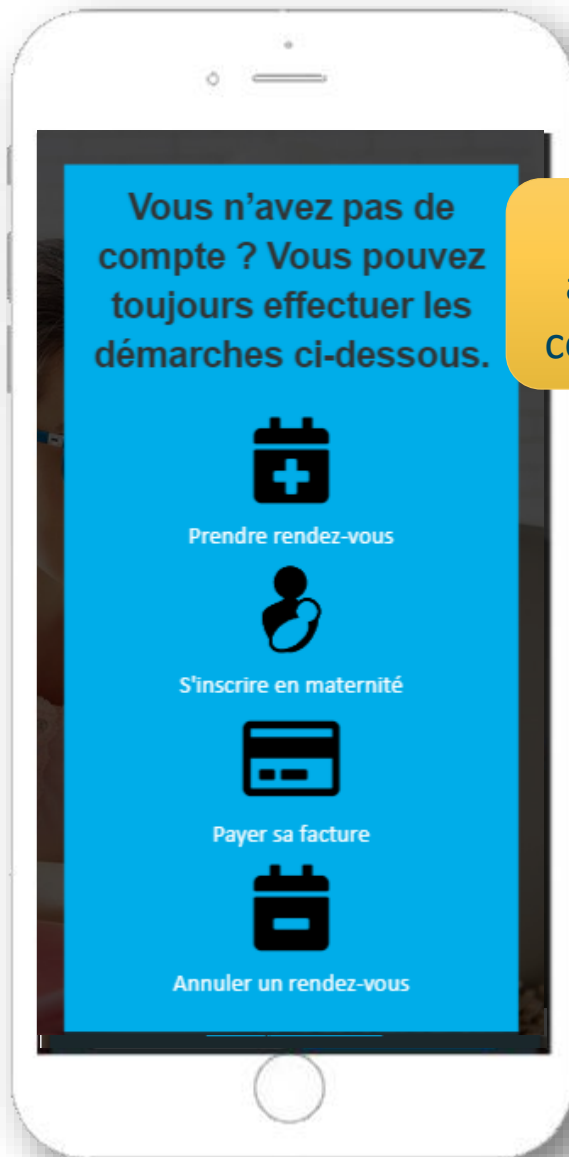 Vous n’avez pas de
compte ? Vous pouvez
toujours effectuer les
démarches ci-dessous.
Prendre rendez-vous
S'inscrire en maternité
Payer sa facture
Annuler un rendez-vous